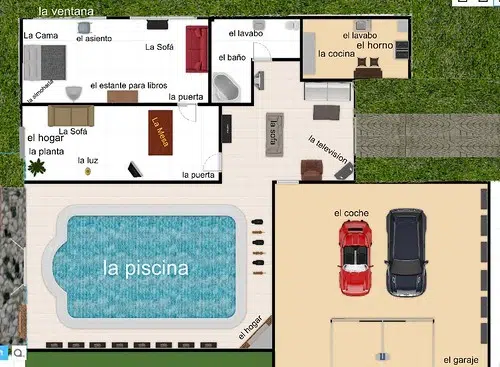 la ventana
La Cama
el asiento
La Sofá
el lavabo
el baño
el lavabo
el horno
la cocina
la almohada
el estante para libros
la puerta
La Sofá
el hogar
La Mesa
la planta
la luz
la puerta
la sofa
la television
el coche
la piscina
el hogar
el garaje